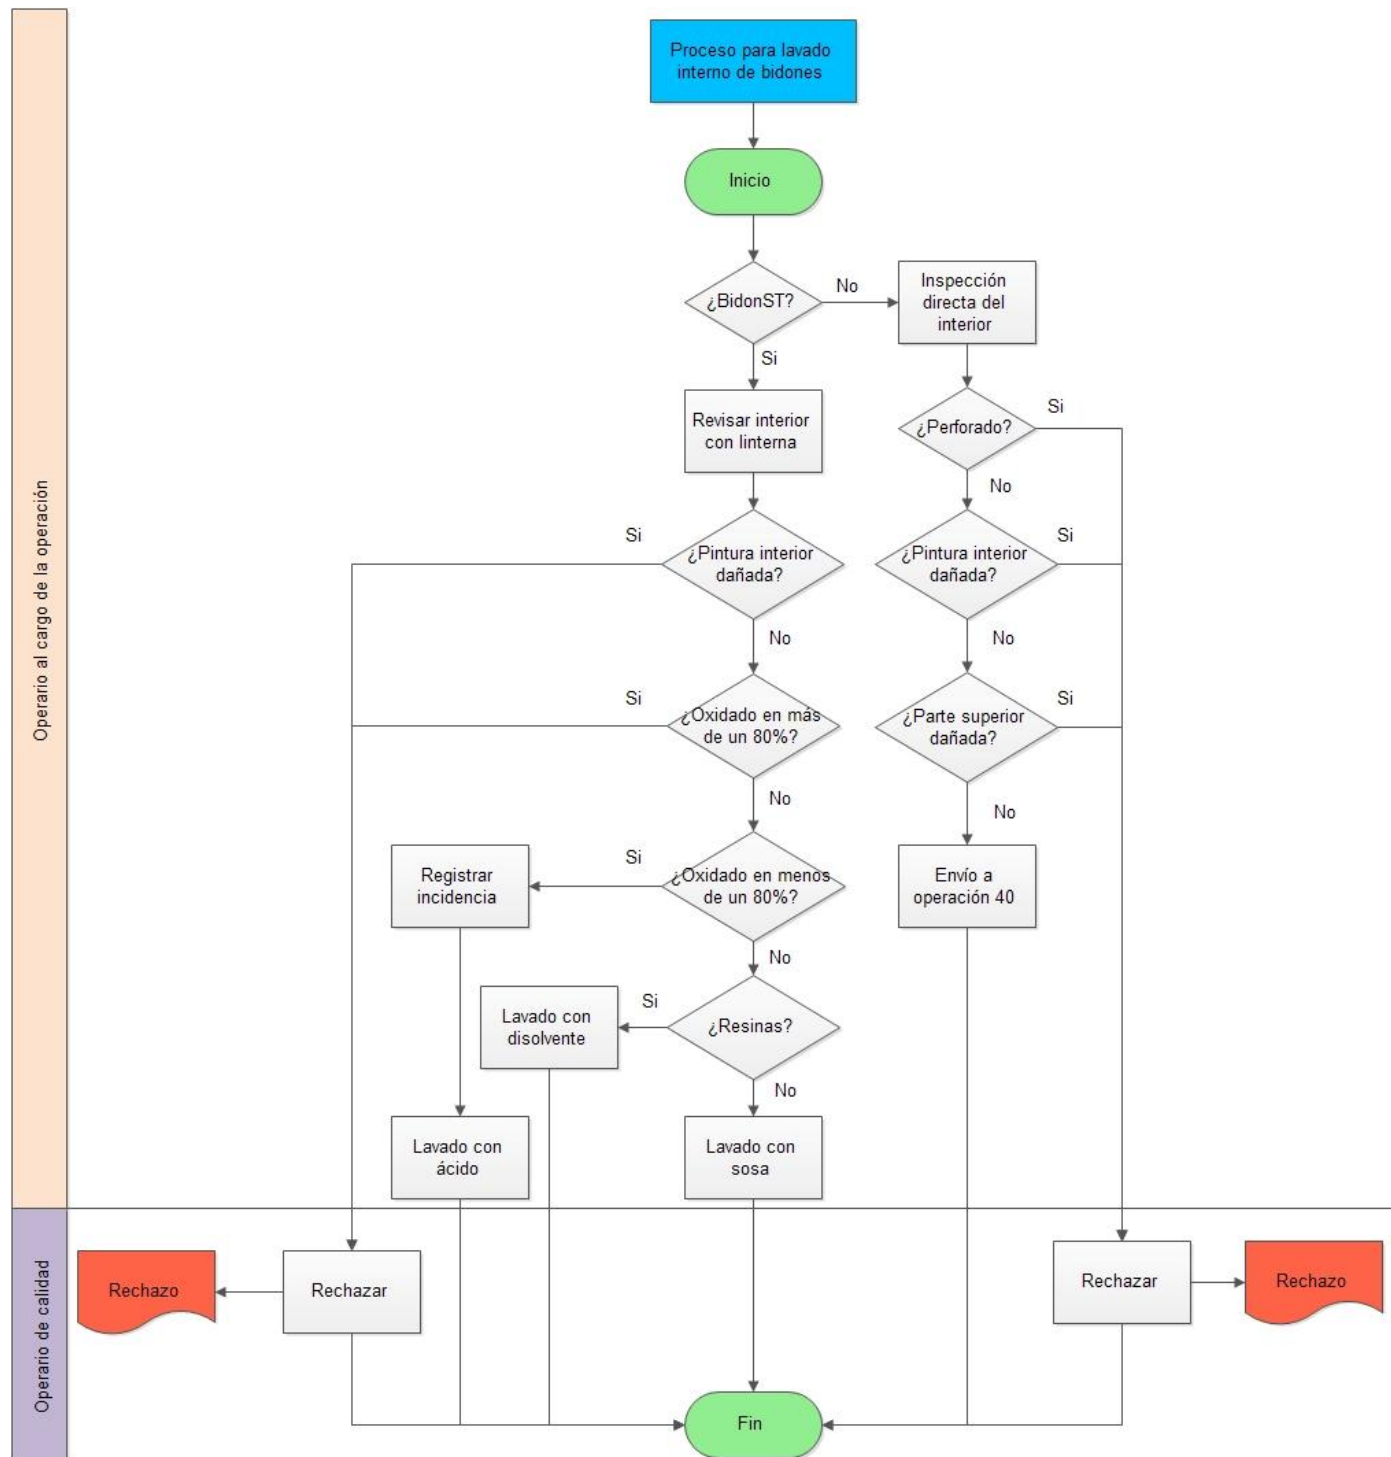 Proceso para lavado
interno de bidones
Inicio
¿BidonST?
No
Inspección
directa del
interior
Si
Revisar interior
con linterna
¿Perforado?
Si
No
Si
¿Pintura interior
dañada?
¿Pintura interior
dañada?
Si
No
No
Si
¿Oxidado en más
de un 80%?
¿Parte superior
dañada?
Si
No
No
Registrar
incidencia
Si
¿Oxidado en menos
de un 80%?
Envío a
operación 40
No
Lavado con
disolvente
Si
¿Resinas?
No
Lavado con
ácido
Lavado con
sosa
Operario al cargo de la operación
Rechazo
Rechazar
Rechazar
Rechazo
Fin
Operario de calidad